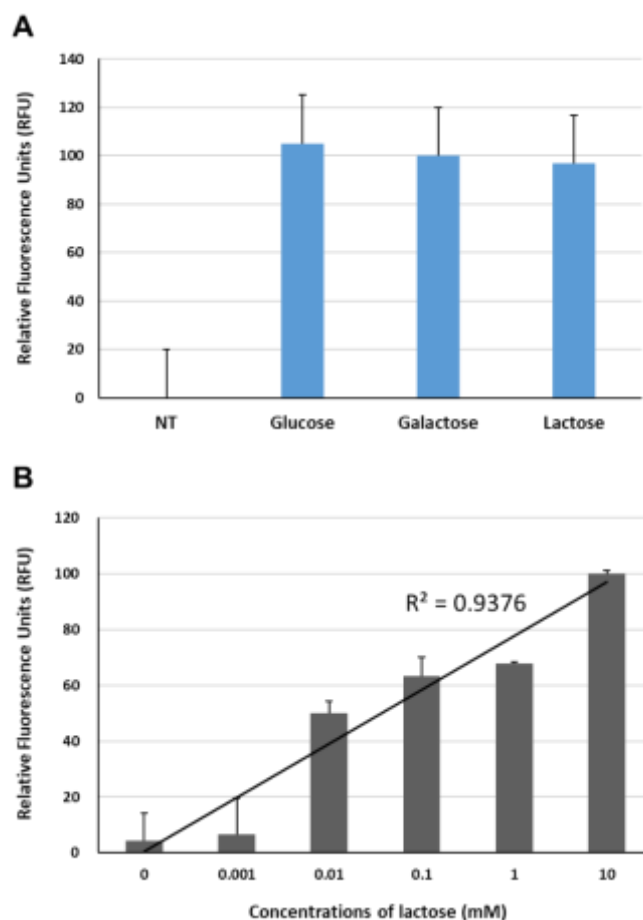 A
Relative Fluorescence Units (RFU)
140
120
100
80
60
40
20
0
NT Glucose Galactose Lactose
B
Relative Fluorescence Units (RFU)
120
100
80
60
40
20
0
R² = 0.9376
0 0.001 0.01 0.1 1 10
Concentrations of lactose (mM)